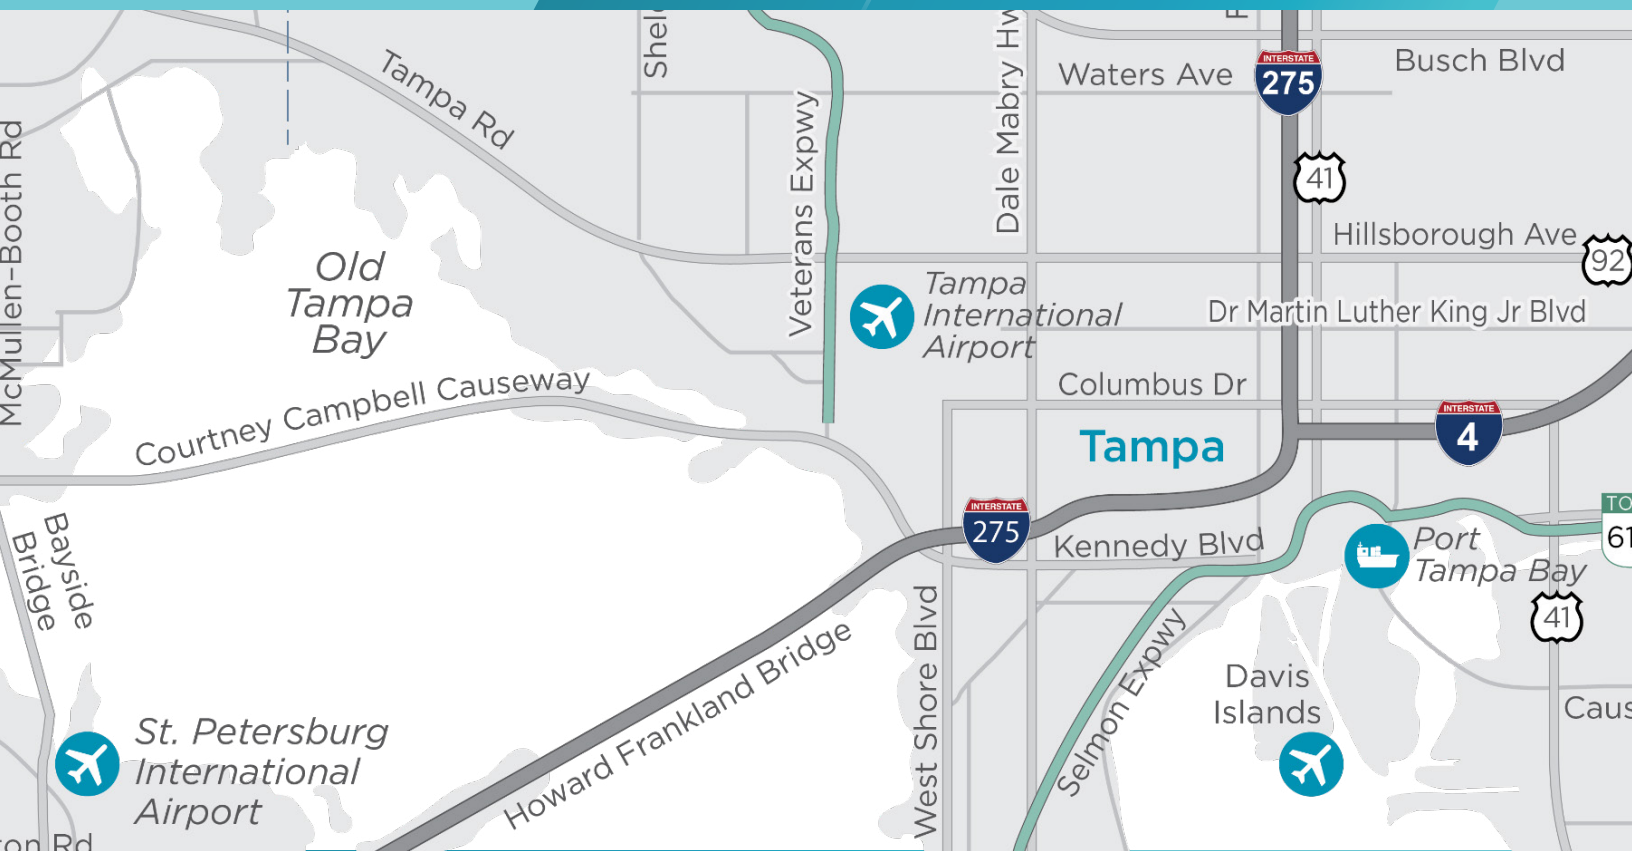 Tampa Rd
Veterans Expwy
Dale Mabry
Waters Ave
INTERSTATE
275
Busch Blvd
41
McMullen-Booth Rd
Hillsborough Ave
92
Old
Tampa
Bay
Tampa
International
Airport
Dr Martin Luther King Jr Blvd
Courtney Campbell Causeway
Columbus Dr
INTERSTATE
4
Tampa
INTERSTATE
275
Kennedy Blvd
Port
Tampa Bay
61
41
Bayside
Bridge
West Shore Blvd
Selmon Expwy
Davis
Islands
Howard Frankland Bridge
St. Petersburg
International
Airport
Rd